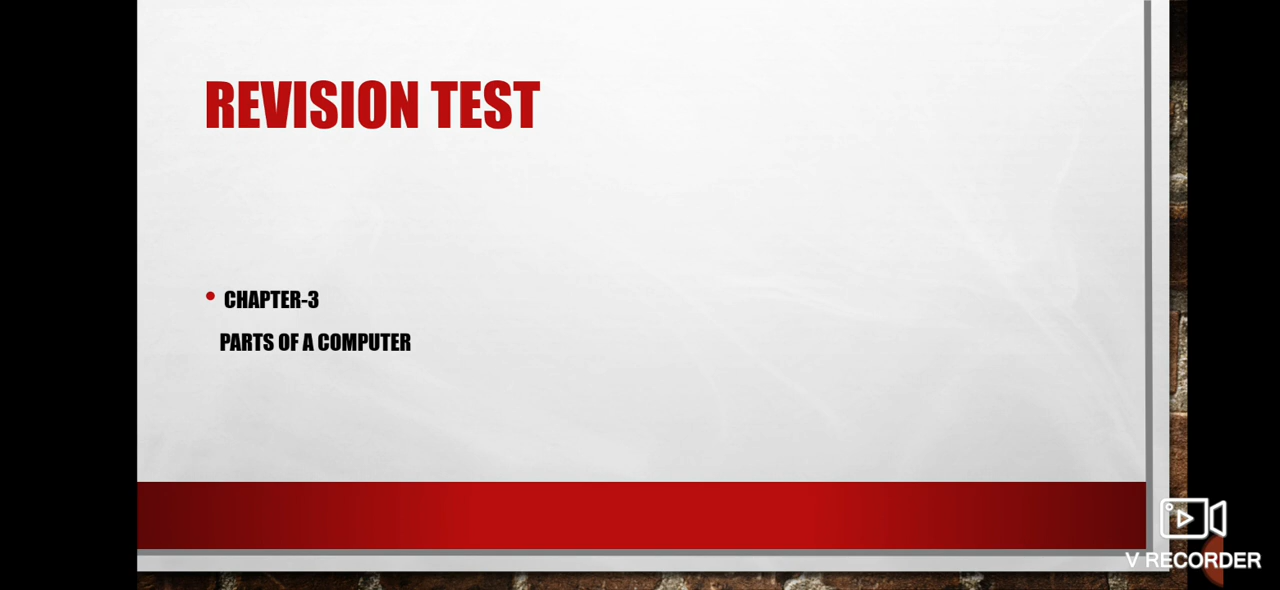 REVISION TEST
• CHAPTER-3
PARTS OF A COMPUTER
V RECORDER